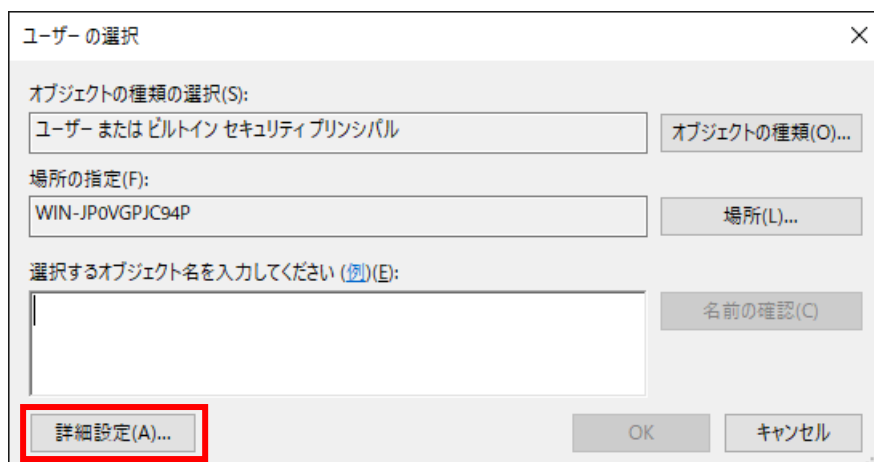 ユーザー の選択
オブジェクトの種類の選択(S):
ユーザー または ビルトイン セキュリティ プリンシパル
オブジェクトの種類(O)...
場所の指定(F):
WIN-JP0VGPJC94P
場所(L)...
選択するオブジェクト名を入力してください (例)(E):
名前の確認(C)
詳細設定(A)...
OK
キャンセル